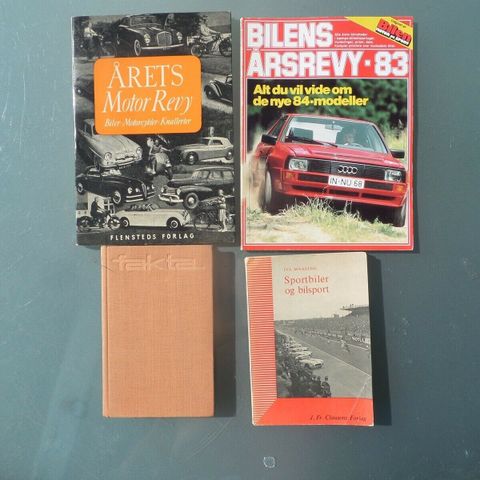 ÅRETS
Motor Revy
Biler · Motorcykler · Knallerter
FLENSTEDS FORLAG
BILENS
ÅRSREVY · 83
Bilen
Alt du vil vide om
de nye 84-modeller
IN-NU 68
fakta
Sportbiler
og bilsport
J. Fr. Clausens Forlag